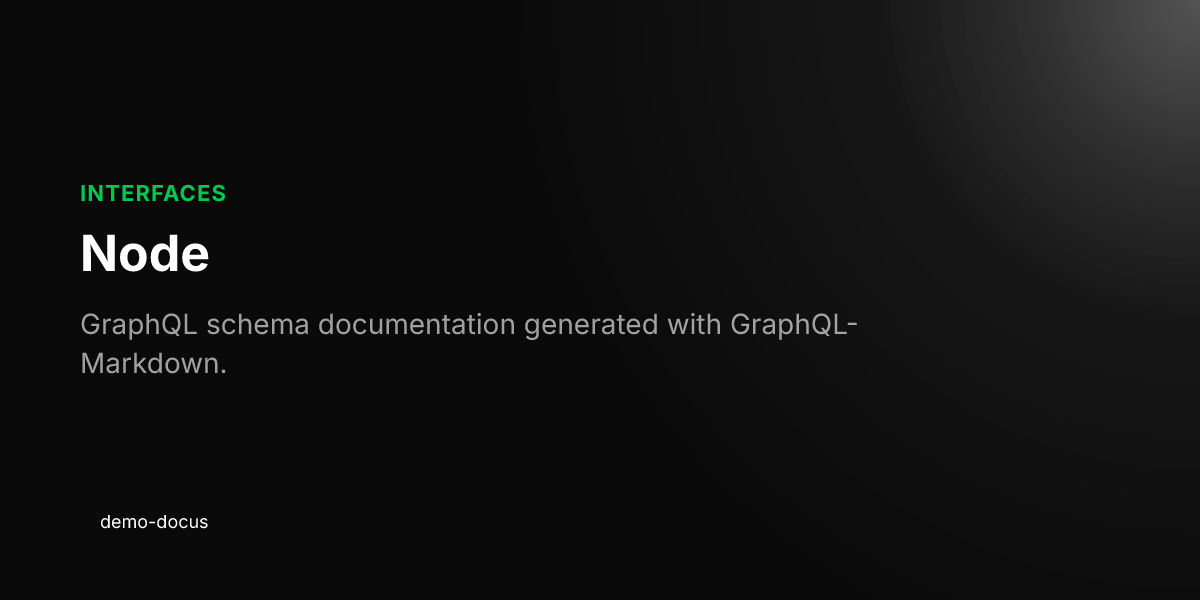 INTERFACES
Node
GraphQL schema documentation generated with GraphQL-
Markdown.
demo-docus